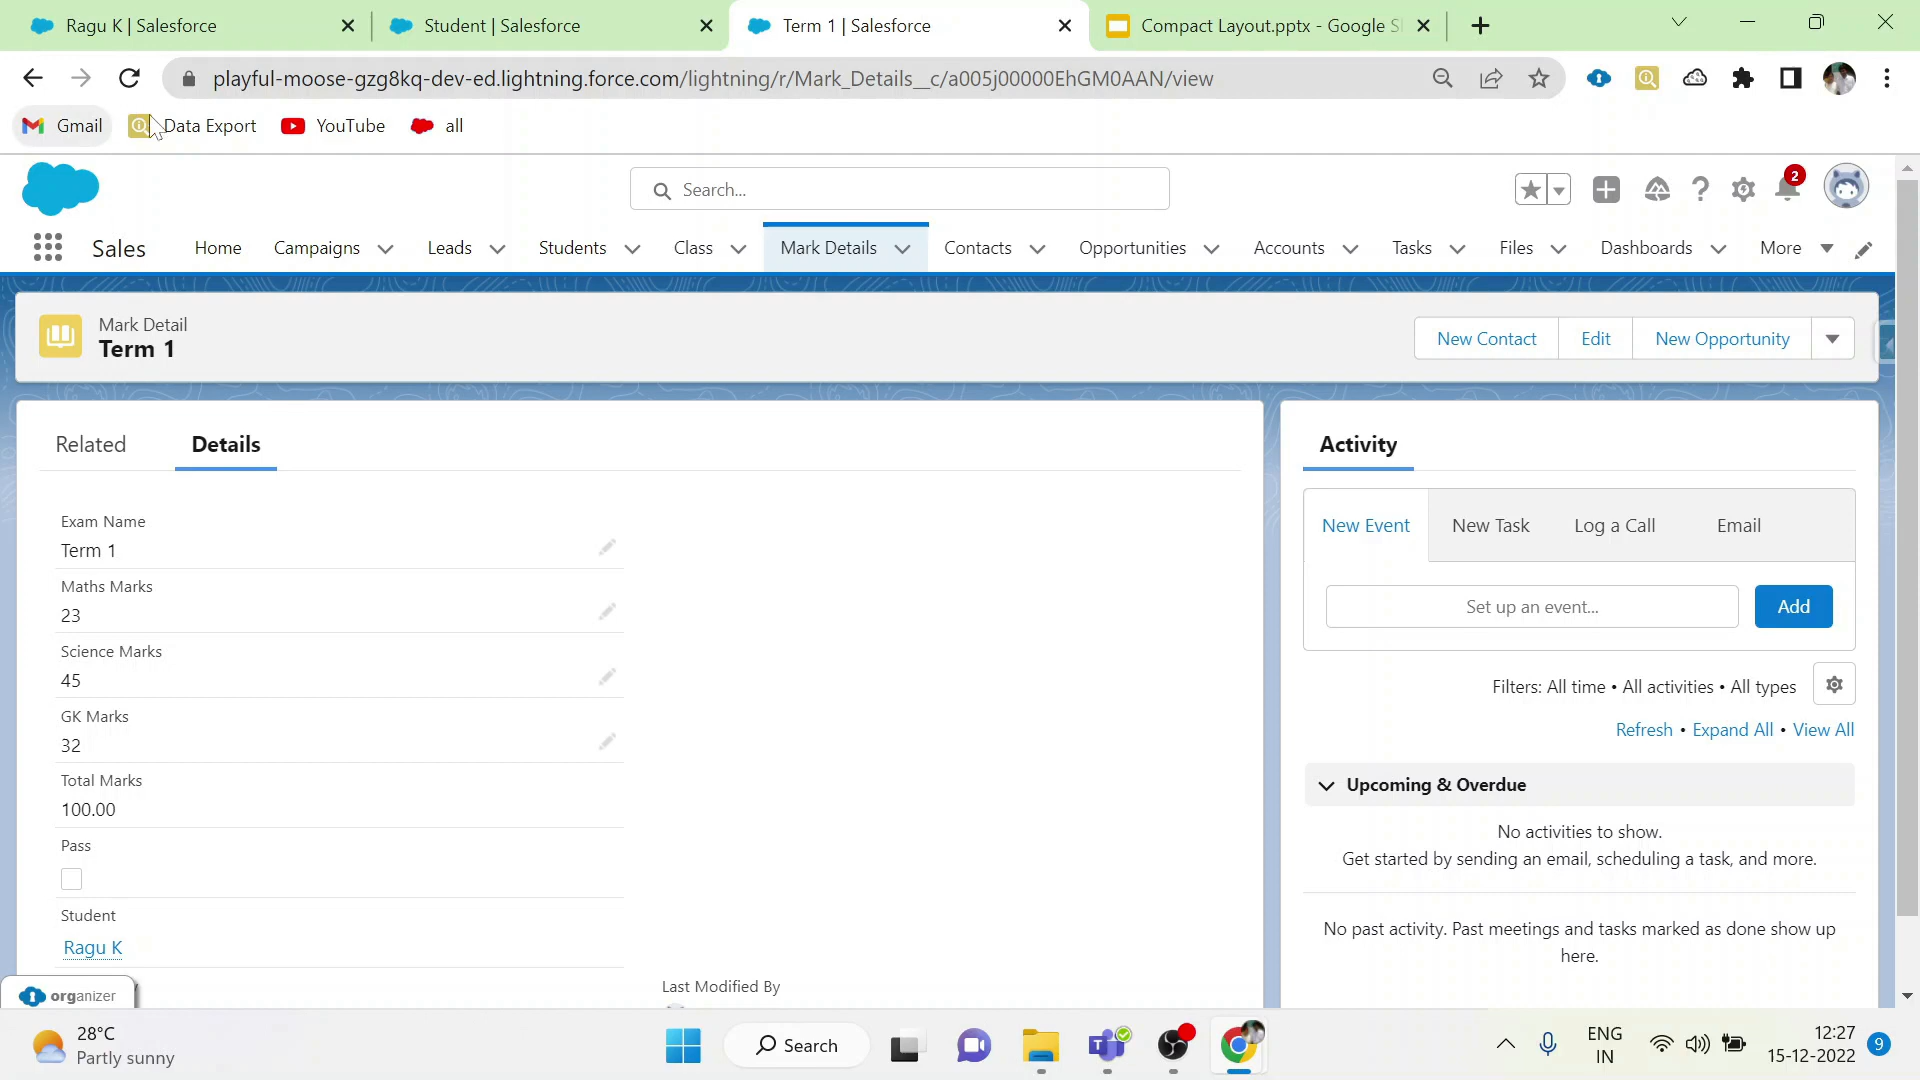 Ragu K | Salesforce
Student | Salesforce
Term 1 | Salesforce
Compact Layout.pptx - Google Sl
playful-moose-gzg8kq-dev-ed.lightning.force.com/lightning/r/Mark_Details__c/a005j00000EhGM0AAN/view
Gmail
Data Export
YouTube
all
Search...
2
Sales
Home
Campaigns
Leads
Students
Class
Mark Details
Contacts
Opportunities
Accounts
Tasks
Files
Dashboards
More
Mark Detail
Term 1
New Contact
Edit
New Opportunity
Related
Details
Activity
Exam Name
Term 1
Maths Marks
23
Science Marks
45
GK Marks
32
Total Marks
100.00
Pass
Student
Ragu K
Last Modified By
New Event
New Task
Log a Call
Email
Set up an event...
Add
Filters: All time • All activities • All types
Refresh • Expand All • View All
Upcoming & Overdue
No activities to show.
Get started by sending an email, scheduling a task, and more.
No past activity. Past meetings and tasks marked as done show up
here.
organizer
28°C
Partly sunny
Search
ENG
IN
12:27
15-12-2022
9